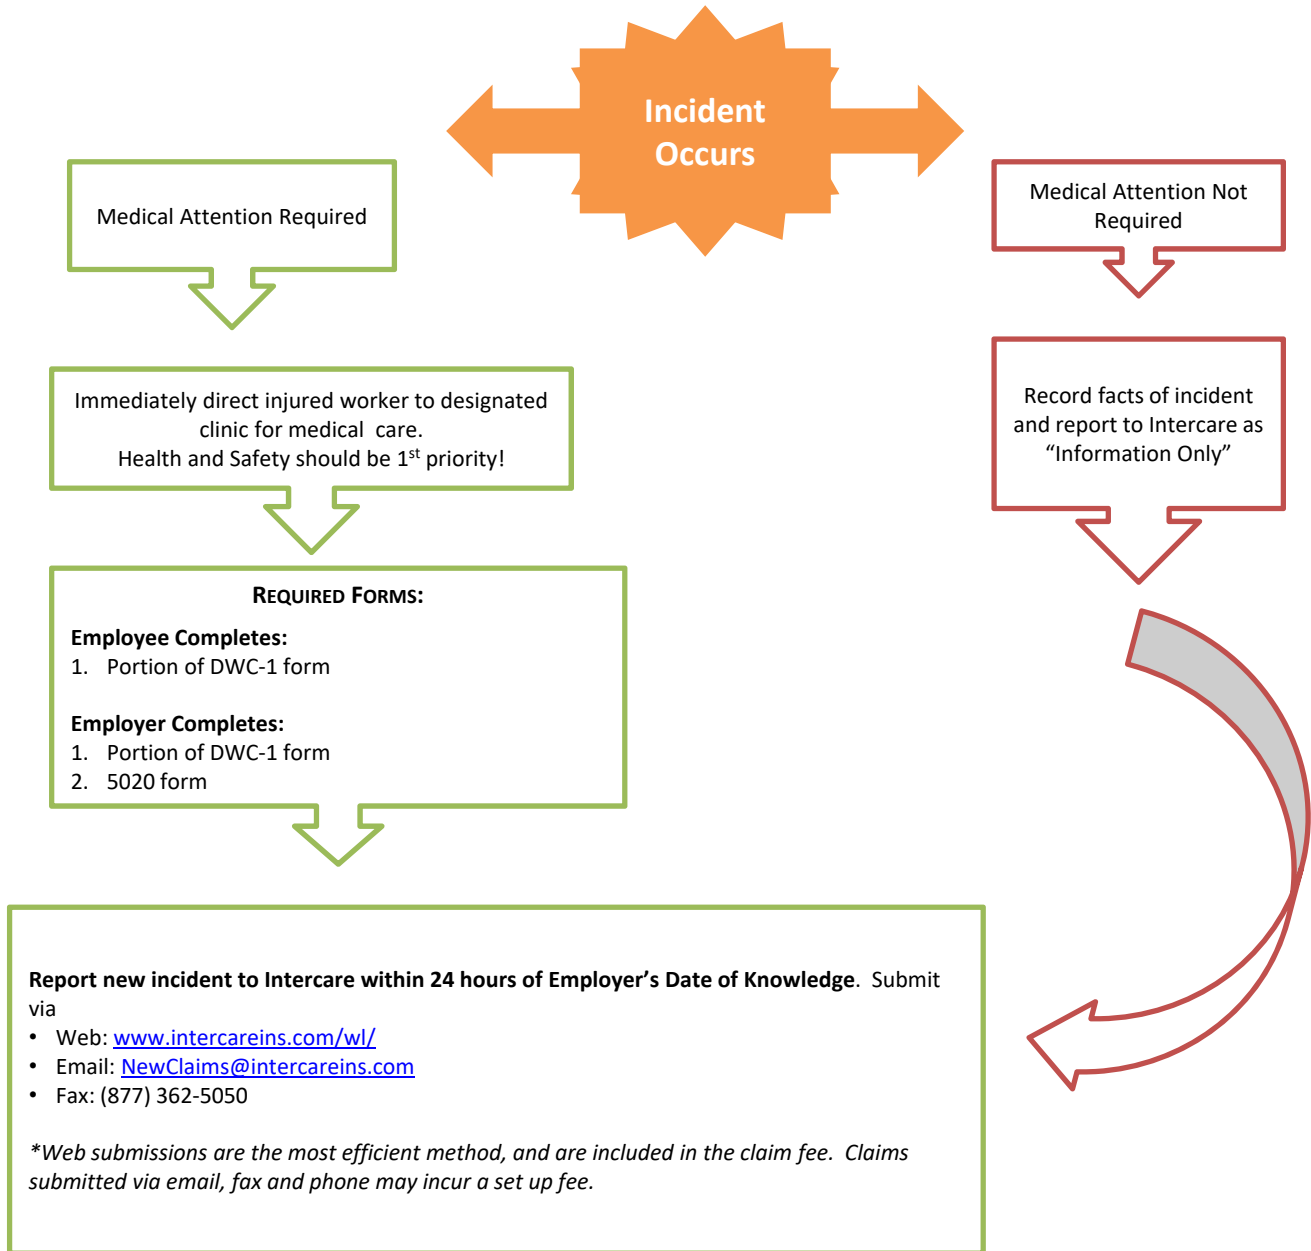 Incident
Occurs
Medical Attention Required
Medical Attention Not
Required
Immediately direct injured worker to designated
clinic for medical care.
Health and Safety should be 1st priority!
Record facts of incident
and report to Intercare as
“Information Only”
REQUIRED FORMS:
Employee Completes:
1. Portion of DWC-1 form
Employer Completes:
1. Portion of DWC-1 form
2. 5020 form
Report new incident to Intercare within 24 hours of Employer’s Date of Knowledge. Submit
via
• Web: www.intercareins.com/wl/
• Email: NewClaims@intercareins.com
• Fax: (877) 362-5050
*Web submissions are the most efficient method, and are included in the claim fee. Claims
submitted via email, fax and phone may incur a set up fee.